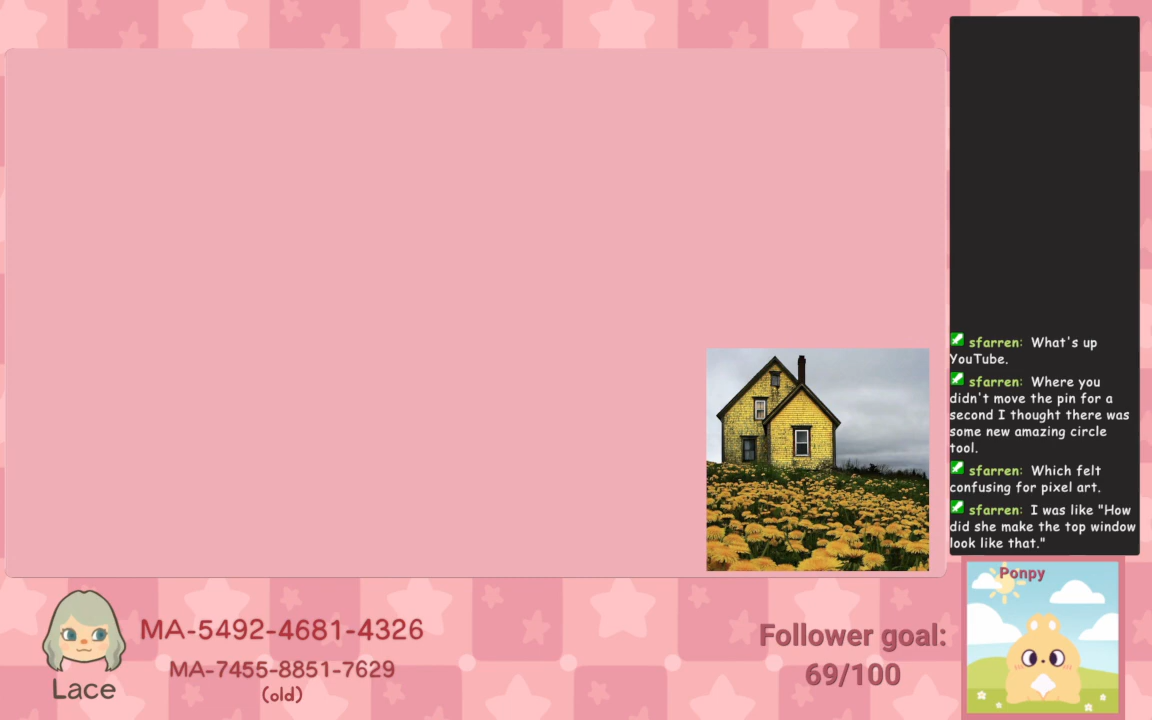 sfarren: What's up
YouTube.
sfarren: Where you
didn't move the pin for a
second I thought there was
some new amazing circle
tool.
sfarren: Which felt
confusing for pixel art.
sfarren: I was like "How
did she make the top window
look like that."
Ponpy
MA-5492-4681-4326
MA-7455-8851-7629
(old)
Lace
Follower goal:
69/100